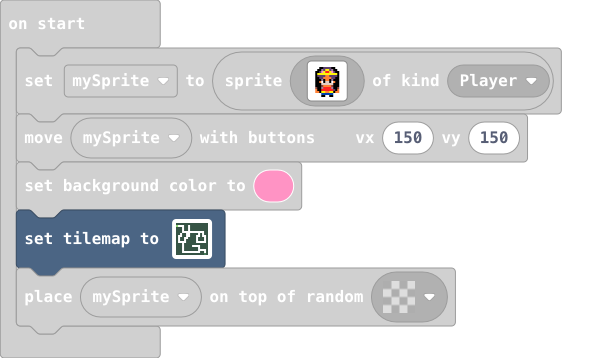 on start
set mySprite to sprite of kind Player
move mySprite with buttons vx 150 vy 150
set background color to
set tilemap to
place mySprite on top of random